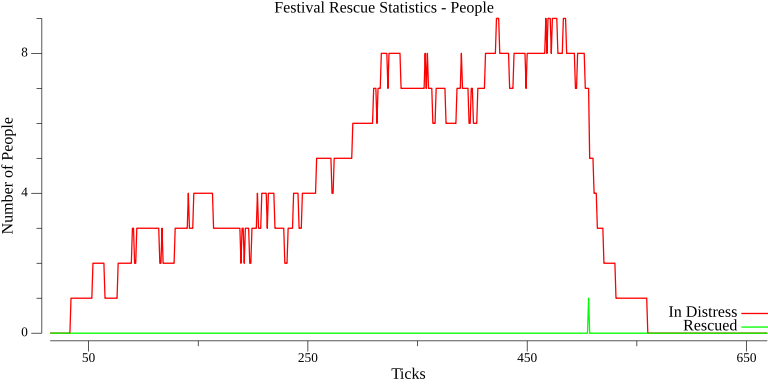 Festival Rescue Statistics - People
Number of People
8
4
0
In Distress
Rescued
50
250
450
650
Ticks